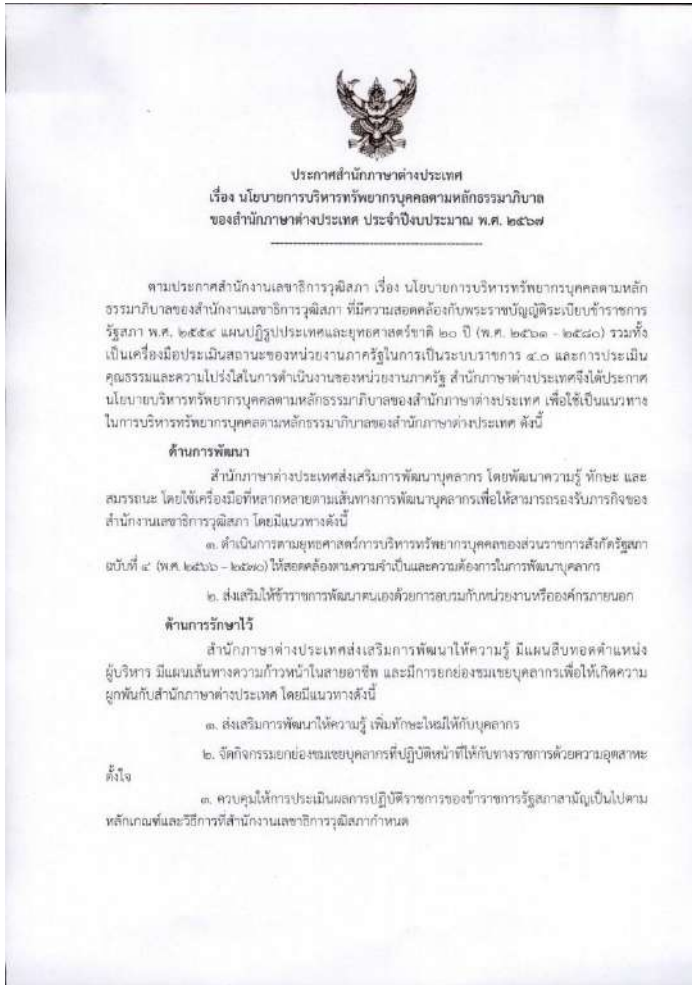 ประกาศสำนักภาษาต่างประเทศ
เรื่อง นโยบายการบริหารทรัพยากรบุคคลตามหลักธรรมาภิบาล
ของสำนักภาษาต่างประเทศ ประจำปีงบประมาณ พ.ศ. ๒๕๖๗
ตามประกาศสำนักงานเลขาธิการวุฒิสภา เรื่อง นโยบายการบริหารทรัพยากรบุคคลตามหลัก
ธรรมาภิบาลของสำนักงานเลขาธิการวุฒิสภา ที่มีความสอดคล้องกับพระราชบัญญัติระเบียบข้าราชการ
รัฐสภา พ.ศ. ๒๕๕๔ แผนปฏิรูปประเทศและยุทธศาสตร์ชาติ ๒๐ ปี (พ.ศ. ๒๕๖๑ - ๒๕๘๐) รวมทั้ง
เป็นเครื่องมือประเมินสถานะของหน่วยงานภาครัฐในการเป็นระบบราชการ ๔.๐ และการประเมิน
คุณธรรมและความโปร่งใสในการดำเนินงานของหน่วยงานภาครัฐ สำนักภาษาต่างประเทศจึงได้ประกาศ
นโยบายบริหารทรัพยากรบุคคลตามหลักธรรมาภิบาลของสำนักภาษาต่างประเทศ เพื่อใช้เป็นแนวทาง
ในการบริหารทรัพยากรบุคคลตามหลักธรรมาภิบาลของสำนักภาษาต่างประเทศ ดังนี้
ด้านการพัฒนา
สำนักภาษาต่างประเทศส่งเสริมการพัฒนาบุคลากร โดยพัฒนาความรู้ ทักษะ และ
สมรรถนะ โดยใช้เครื่องมือที่หลากหลายตามเส้นทางการพัฒนาบุคลากรเพื่อให้สามารถรองรับภารกิจของ
สำนักงานเลขาธิการวุฒิสภา โดยมีแนวทางดังนี้
๑. ดำเนินการตามยุทธศาสตร์การบริหารทรัพยากรบุคคลของส่วนราชการสังกัดรัฐสภา
ฉบับที่ ๔ (พ.ศ. ๒๕๖๖ – ๒๕๗๐) ให้สอดคล้องตามความจำเป็นและความต้องการในการพัฒนาบุคลากร
๒. ส่งเสริมให้ข้าราชการพัฒนาตนเองด้วยการอบรมกับหน่วยงานหรือองค์กรภายนอก
ด้านการรักษาไว้
สำนักภาษาต่างประเทศส่งเสริมการพัฒนาให้ความรู้ มีแผนสืบทอดตำแหน่ง
ผู้บริหาร มีแผนเส้นทางความก้าวหน้าในสายอาชีพ และมีการยกย่องชมเชยบุคลากรเพื่อให้เกิดความ
ผูกพันกับสำนักภาษาต่างประเทศ โดยมีแนวทางดังนี้
๑. ส่งเสริมการพัฒนาให้ความรู้ เพิ่มทักษะใหม่ให้กับบุคลากร
๒. จัดกิจกรรมยกย่องชมเชยบุคลากรที่ปฏิบัติหน้าที่ให้กับทางราชการด้วยความอุตสาหะ
ตั้งใจ
๓. ควบคุมให้การประเมินผลการปฏิบัติราชการของข้าราชการรัฐสภาสามัญเป็นไปตาม
หลักเกณฑ์และวิธีการที่สำนักงานเลขาธิการวุฒิสภากำหนด